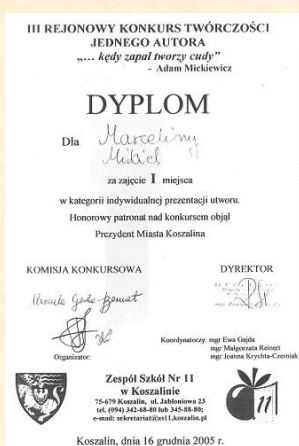 III REJONOWY KONKURS TWÓRCZOŚCI
JEDNEGO AUTORA
„... kędy zapał tworzy cudy"
- Adam Mickiewicz
DYPLOM
Dla Marceliny
za zajęcie I miejsca
w kategorii indywidualnej prezentacji utworu.
Honorowy patronat nad konkursem objął
Prezydent Miasta Koszalina
KOMISJA KONKURSOWA
DYREKTOR
Urszula
Koordynatorzy: mgr Ewa Gajda
mgr Małgorzata Reinert
mgr Joanna Krychta-Czerniak
Organizator:
Zespół Szkół Nr 11
w Koszalinie
75-679 Koszalin, ul. Jabłoniowa 23
tel. (094) 342-68-80 lub 345-88-80;
e-mail: sekretariat@zs11.koszalin.pl
11
Koszalin, dnia 16 grudnia 2005 r.